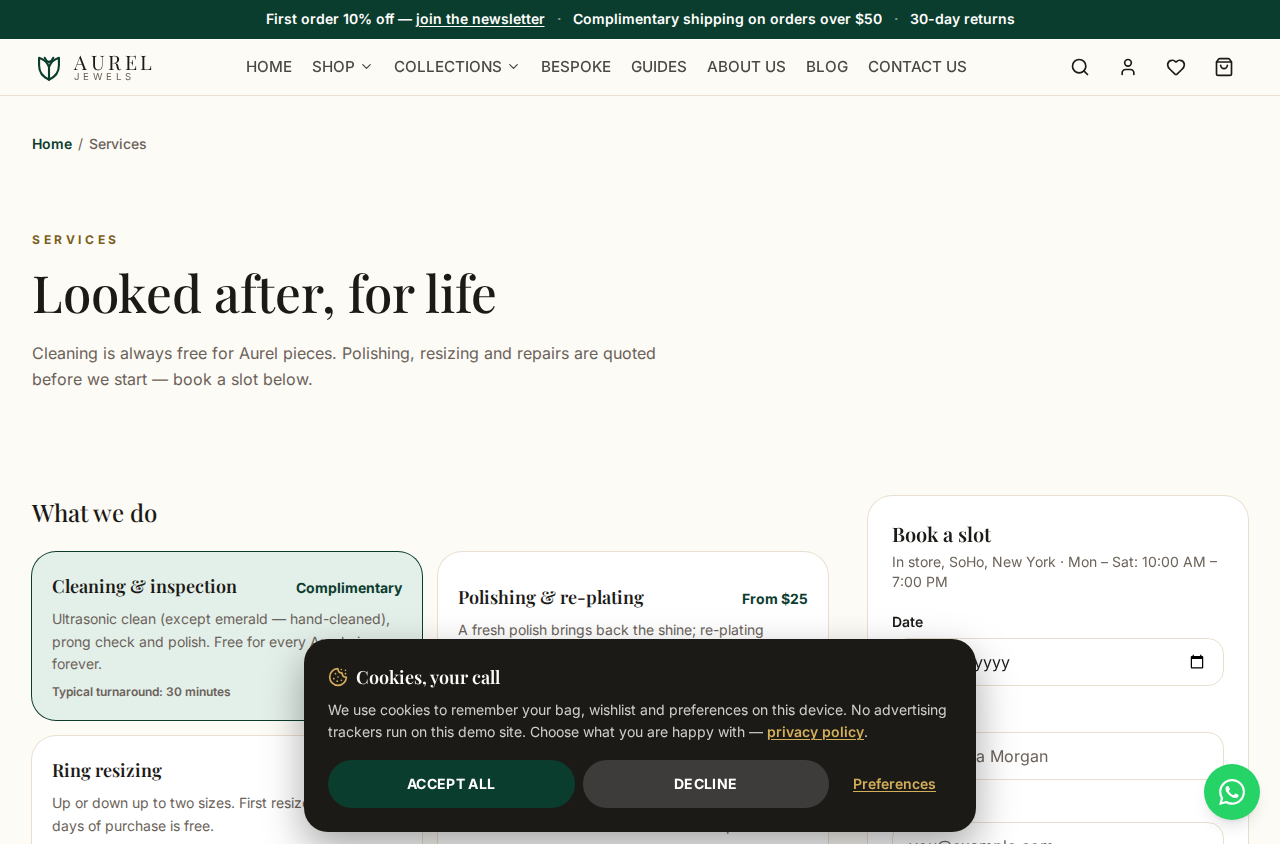 First order 10% off — join the newsletter · Complimentary shipping on orders over $50 · 30-day returns
AUREL
JEWELS
HOME SHOP COLLECTIONS BESPOKE GUIDES ABOUT US BLOG CONTACT US
Home / Services
SERVICES
Looked after, for life
Cleaning is always free for Aurel pieces. Polishing, resizing and repairs are quoted
before we start — book a slot below.
What we do
Cleaning & inspection Complimentary
Ultrasonic clean (except emerald — hand-cleaned),
prong check and polish. Free for every
forever.
Typical turnaround: 30 minutes
Polishing & re-plating From $25
A fresh polish brings back the shine; re-plating
Ring resizing
Up or down up to two sizes. First
days of purchase is free.
Book a slot
In store, SoHo, New York · Mon – Sat: 10:00 AM –
7:00 PM
Date
Morgan
Cookies, your call
We use cookies to remember your bag, wishlist and preferences on this device. No advertising
trackers run on this demo site. Choose what you are happy with — privacy policy.
ACCEPT ALL DECLINE Preferences